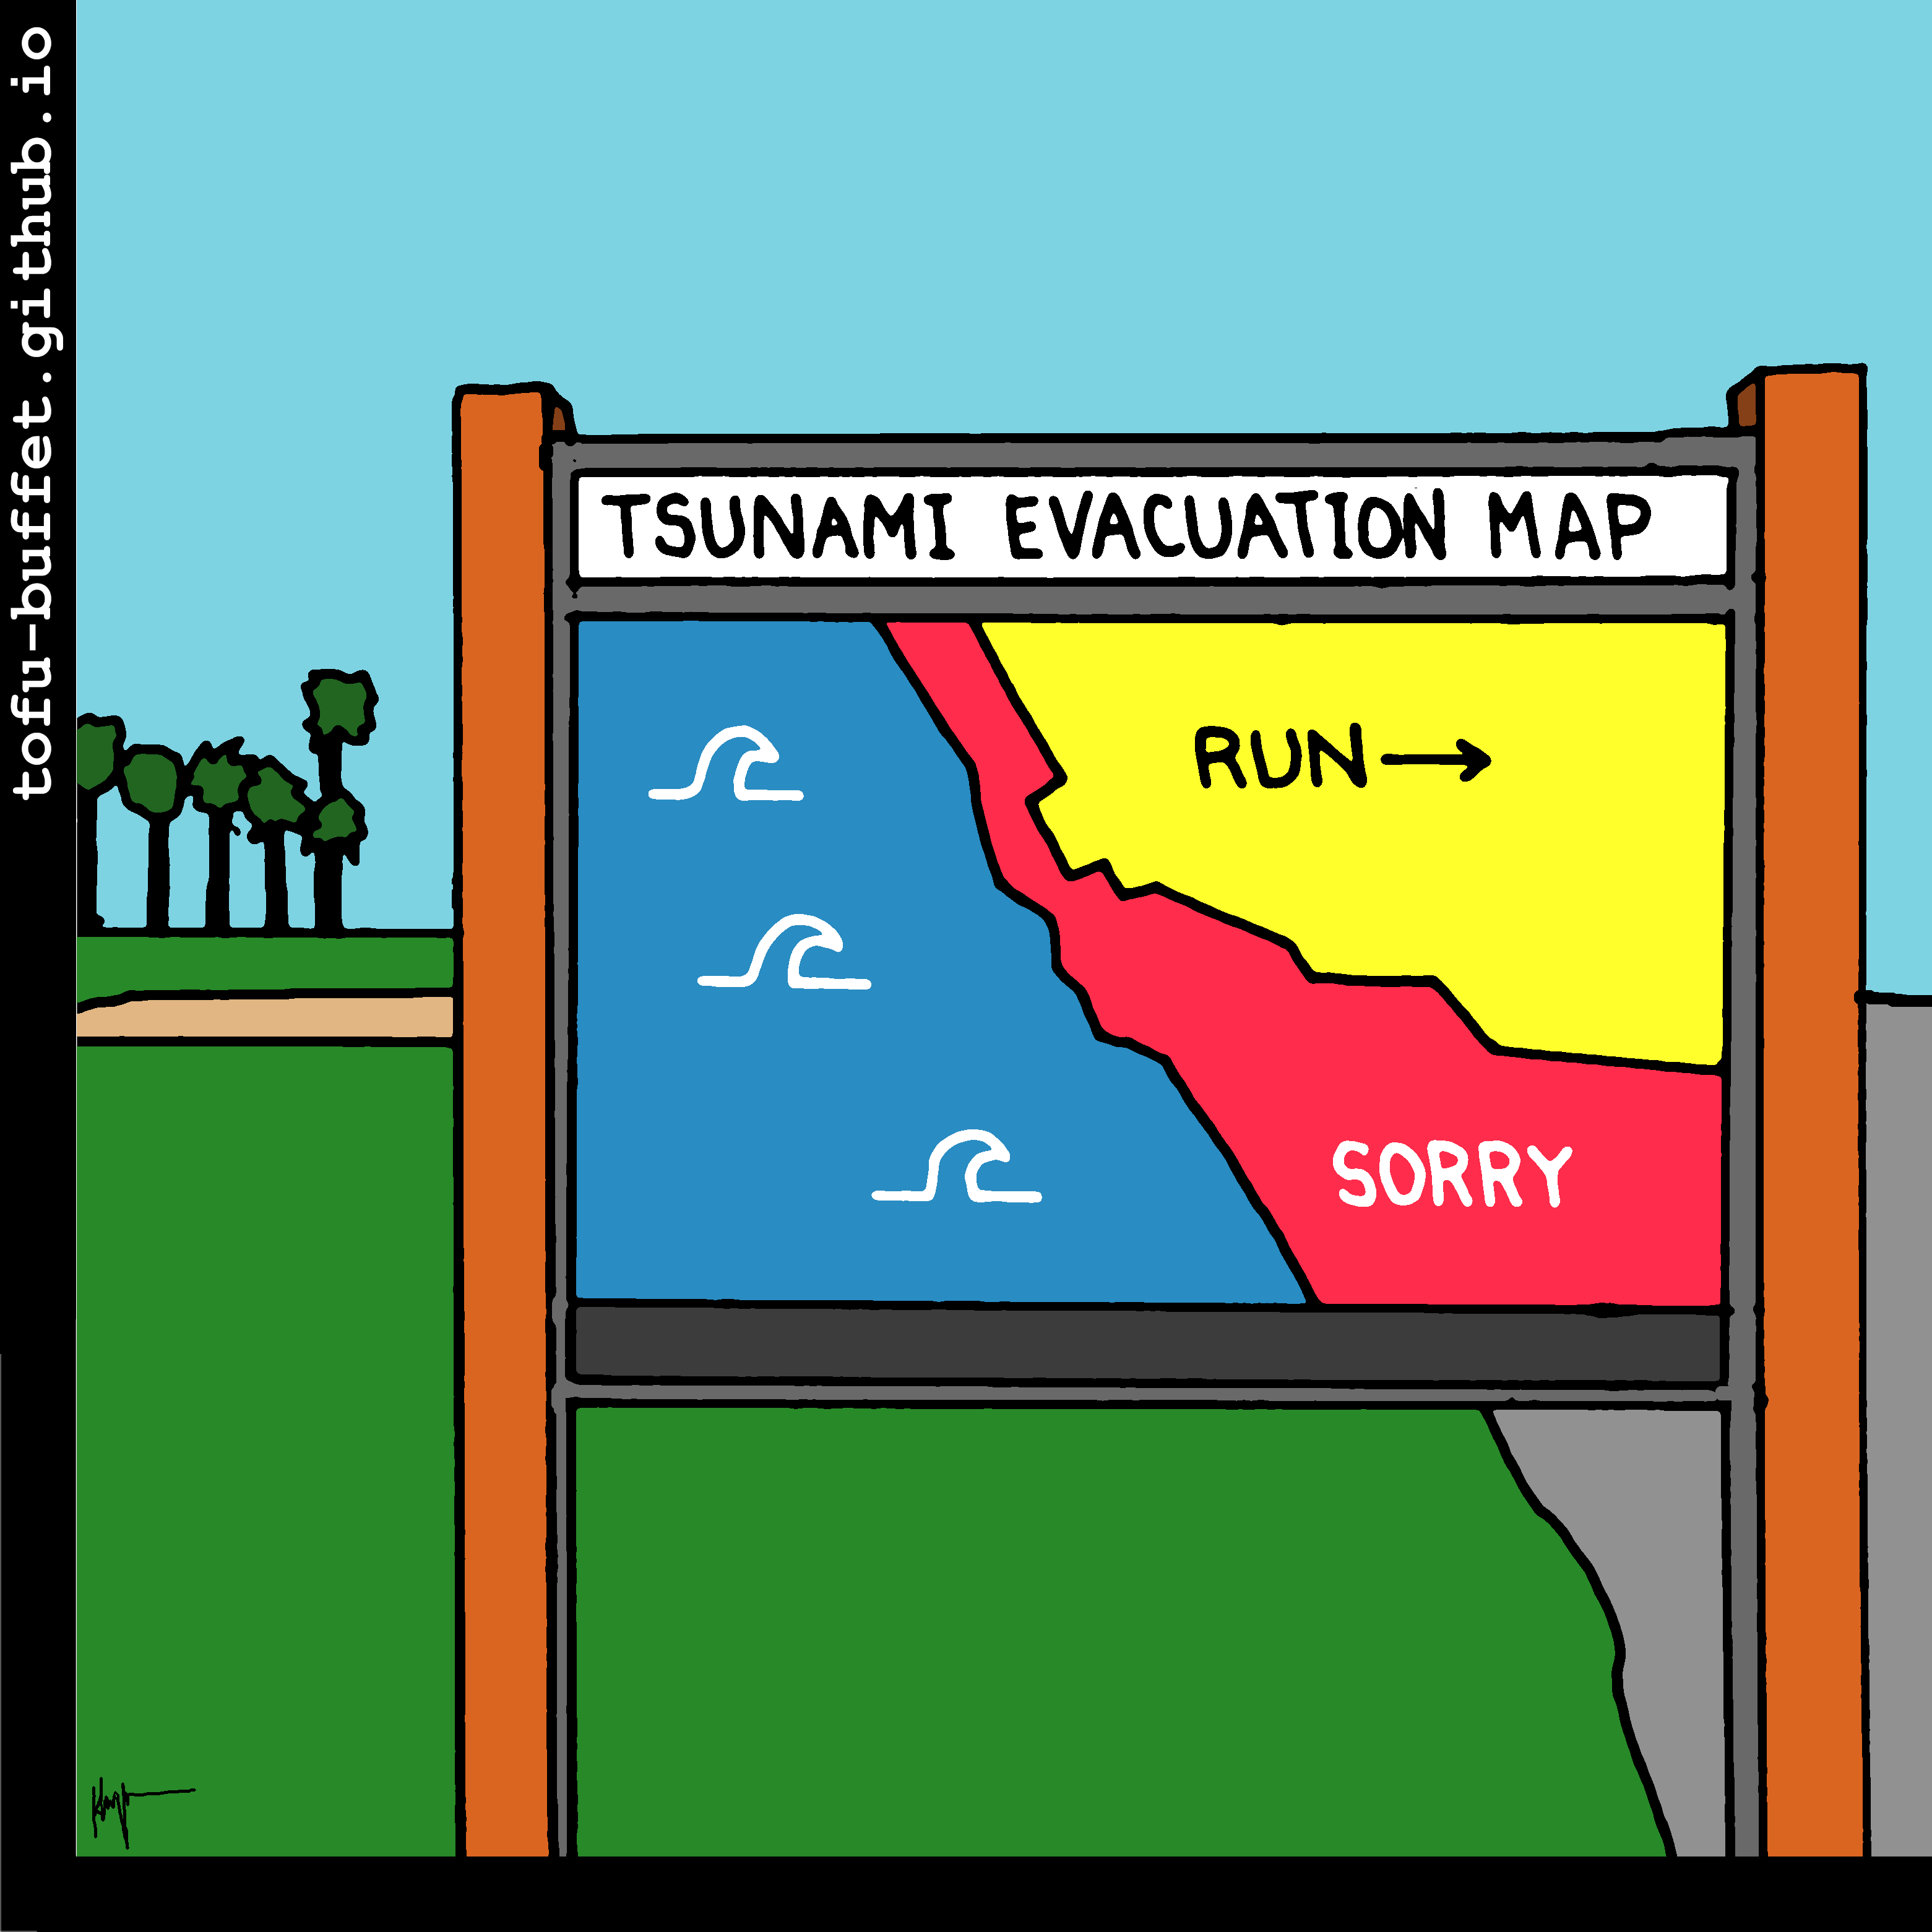 tofu-buffet.github.io
TSUNAMI EVACUATION MAP
RUN →
SORRY